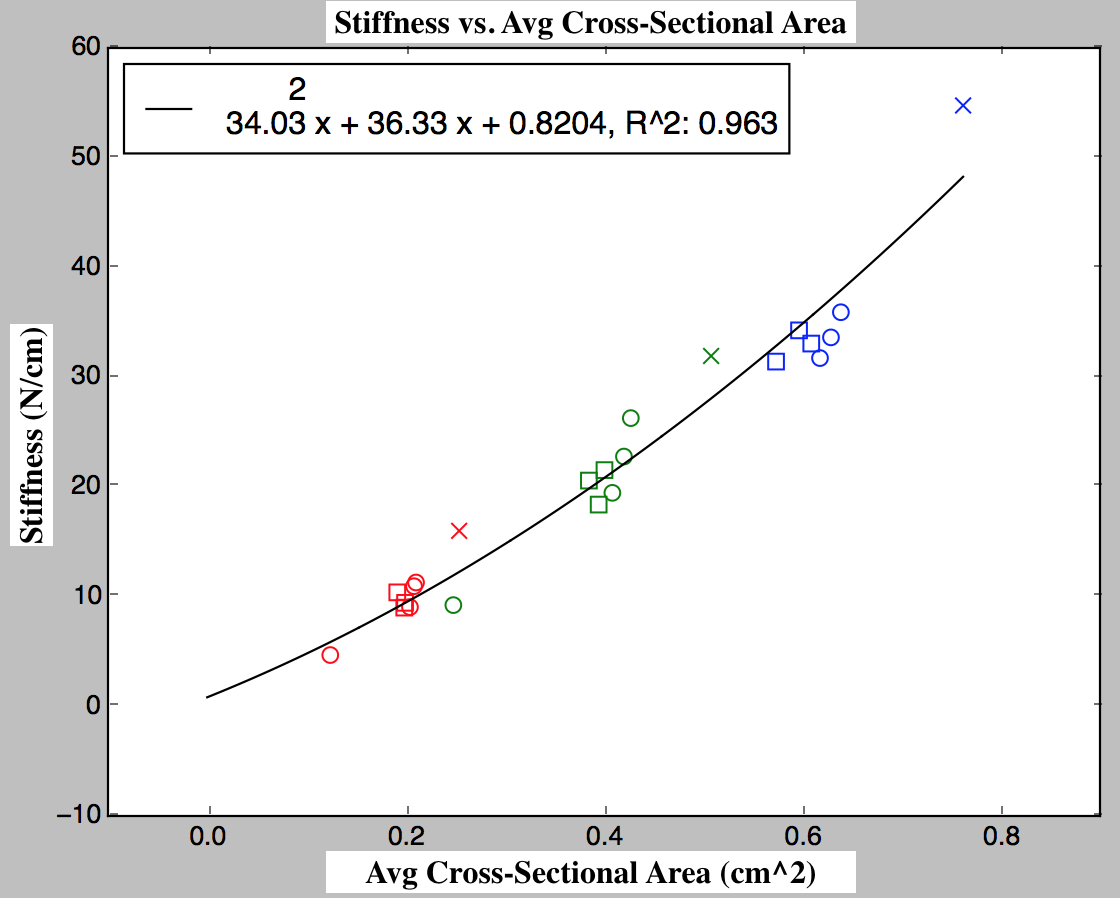 Stiffness vs. Avg Cross-Sectional Area
60
2
34.03 x + 36.33 x + 0.8204, R^2: 0.963
50
40
30
20
10
0
−10
Stiffness (N/cm)
0.0 0.2 0.4 0.6 0.8
Avg Cross-Sectional Area (cm^2)